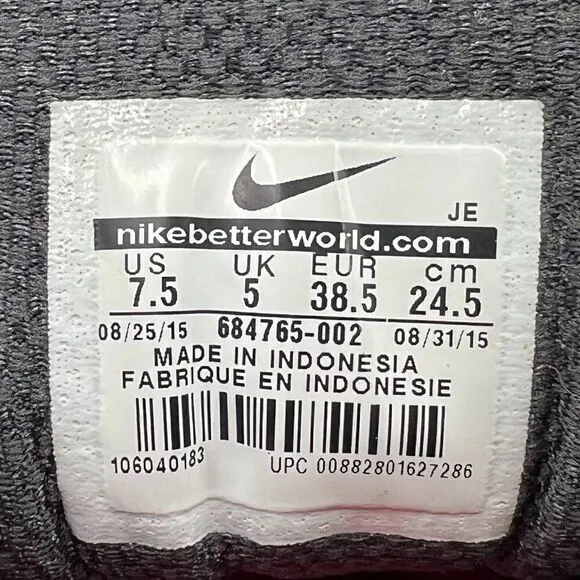 JE
nikebetterworld.com
US UK EUR cm
7.5 5 38.5 24.5
08/25/15 684765-002 08/31/15
MADE IN INDONESIA
FABRIQUE EN INDONESIE
106040183 UPC 00882801627286